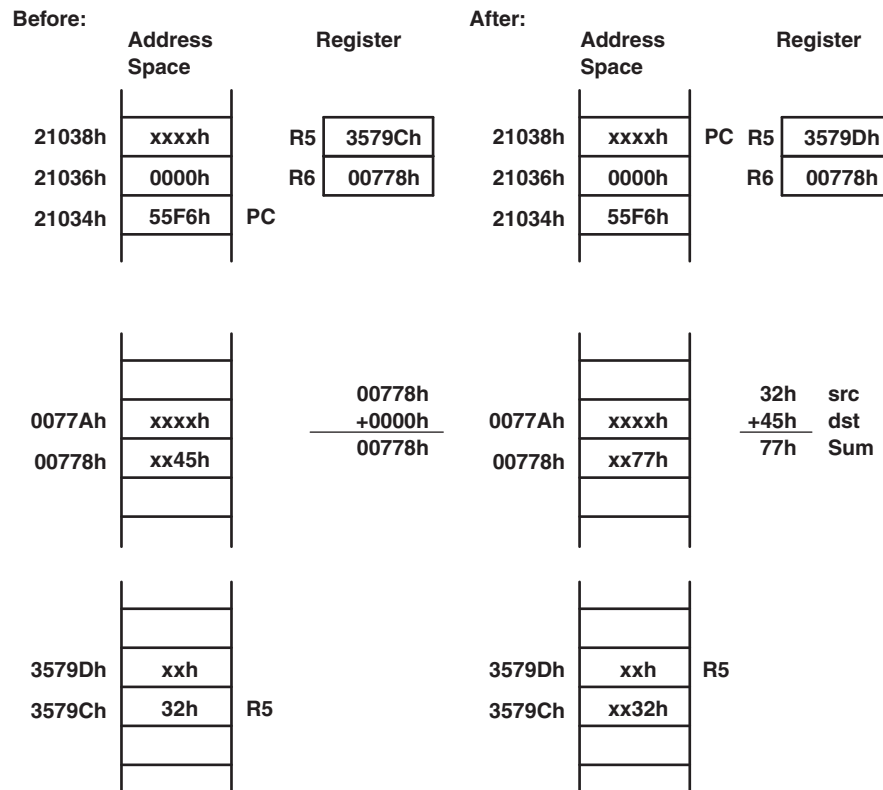 Before:
Address Space
Register
21038h xxxxh
21036h 0000h
21034h 55F6h PC
R5 3579Ch
R6 00778h
0077Ah xxxxh
00778h xx45h
00778h
+0000h
00778h
3579Dh xxh
3579Ch 32h R5
After:
Address Space
Register
21038h xxxxh PC
21036h 0000h
21034h 55F6h
R5 3579Dh
R6 00778h
0077Ah xxxxh
00778h xx77h
32h src
+45h dst
77h Sum
3579Dh xxh R5
3579Ch xx32h